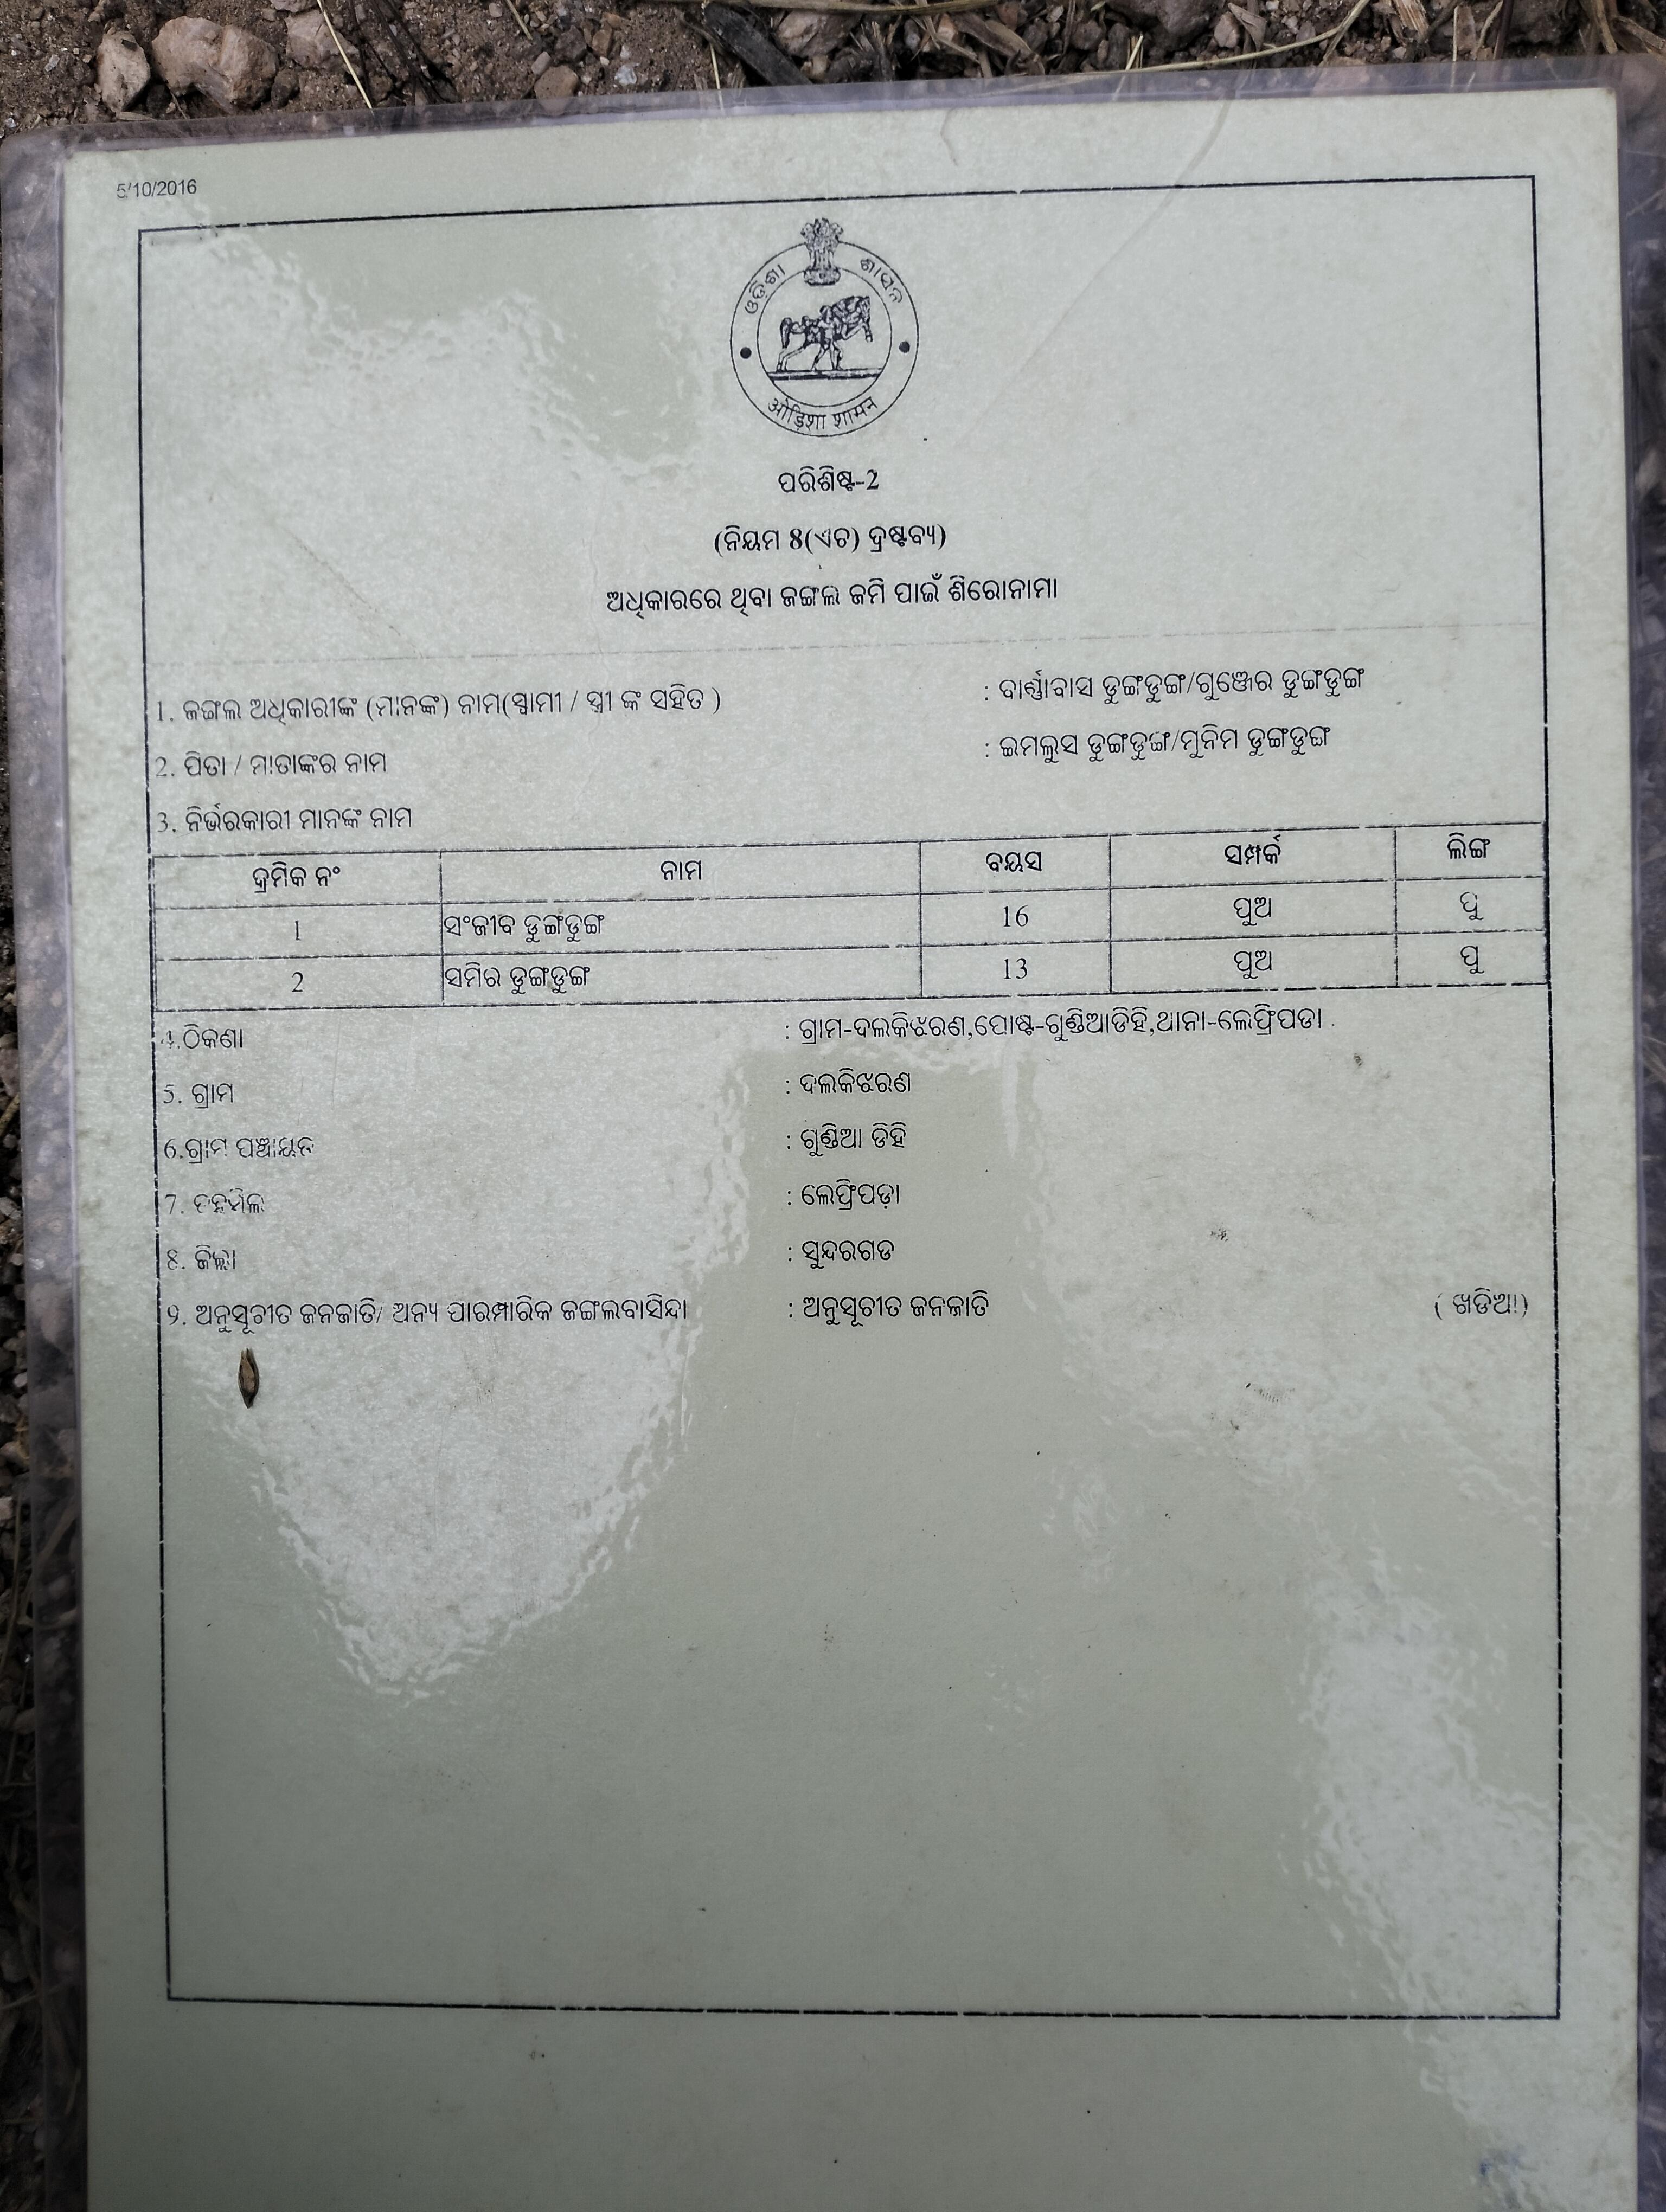 5/10/2016
ଓଡ଼ିଶା ଶାସନ
ओड़िशा शासन
ପରିଶିଷ୍ଟ-2
(ନିୟମ 8(ଏଚ) ଦ୍ରଷ୍ଟବ୍ୟ)
ଅଧିକାରରେ ଥିବା ଜଙ୍ଗଲ ଜମି ପାଇଁ ଶିରୋନାମା
1. ଜଙ୍ଗଲ ଅଧିକାରୀଙ୍କ (ମାନଙ୍କ) ନାମ(ସ୍ୱାମୀ / ସ୍ତ୍ରୀ ଙ୍କ ସହିତ ) : ବାର୍ଣ୍ଣାବାସ ଡୁଙ୍ଗଡୁଙ୍ଗ/ଗୁଞ୍ଜେର ଡୁଙ୍ଗଡୁଙ୍ଗ
2. ପିତା / ମାତାଙ୍କର ନାମ : ଇମଲୁସ ଡୁଙ୍ଗଡୁଙ୍ଗ/ମୁନିମ ଡୁଙ୍ଗଡୁଙ୍ଗ
3. ନିର୍ଭରକାରୀ ମାନଙ୍କ ନାମ
କ୍ରମିକ ନଂ ନାମ ବୟସ ସମ୍ପର୍କ ଲିଙ୍ଗ
1 ସଂଜୀବ ଡୁଙ୍ଗଡୁଙ୍ଗ 16 ପୁଅ ପୁ
2 ସମିର ଡୁଙ୍ଗଡୁଙ୍ଗ 13 ପୁଅ ପୁ
4.ଠିକଣା : ଗ୍ରାମ-ଦଲକିଝରଣ,ପୋଷ୍ଟ-ଗୁଣ୍ଡିଆଡିହି,ଥାନା-ଲେଫ୍ରିପଡା .
5. ଗ୍ରାମ : ଦଲକିଝରଣ
6.ଗ୍ରାମ ପଞ୍ଚାୟତ : ଗୁଣ୍ଡିଆ ଡିହି
7. ତହସିଲ : ଲେଫ୍ରିପଡ଼ା
8. ଜିଲ୍ଲା : ସୁନ୍ଦରଗଡ
9. ଅନୁସୂଚୀତ ଜନଜାତି/ ଅନ୍ୟ ପାରମ୍ପାରିକ ଜଙ୍ଗଲବାସିନ୍ଦା : ଅନୁସୂଚୀତ ଜନଜାତି ( ଖଡିଆ)